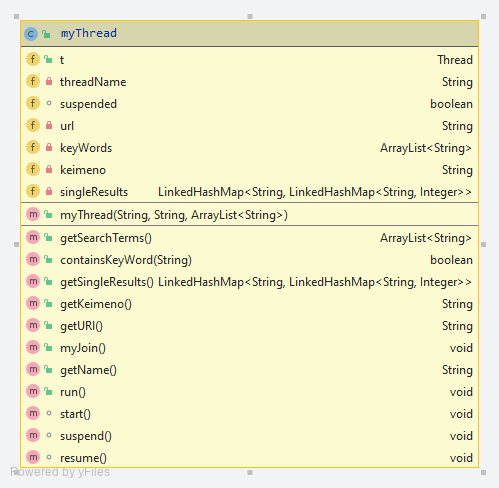 c myThread
f t Thread
f threadName String
f suspended boolean
f url String
f keyWords ArrayList<String>
f keimeno String
f singleResults LinkedHashMap<String, LinkedHashMap<String, Integer>>
m myThread(String, String, ArrayList<String>)
m getSearchTerms() ArrayList<String>
m containsKeyWord(String) boolean
m getSingleResults() LinkedHashMap<String, LinkedHashMap<String, Integer>>
m getKeimeno() String
m getURl() String
m myJoin() void
m getName() String
m run() void
m start() void
m suspend() void
m resume() void
Powered by yFiles